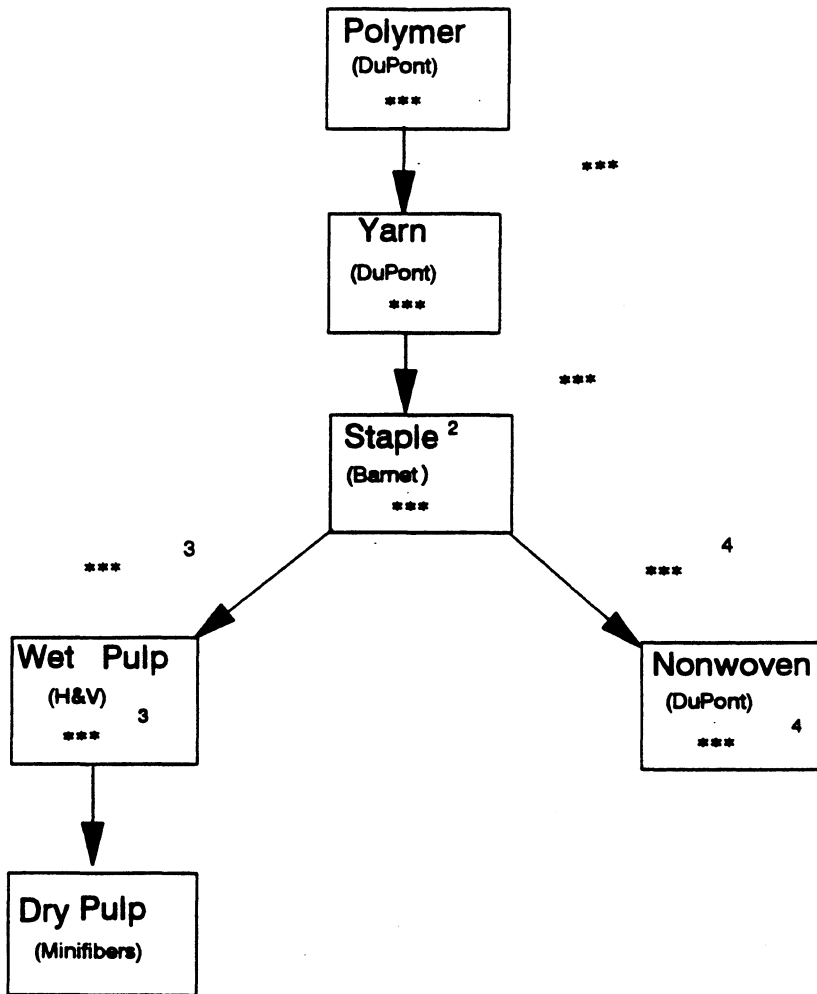 Polymer
(DuPont)
***
***
Yarn
(DuPont)
***
***
Staple 2
(Barnet)
***
*** 3
*** 4
Wet Pulp
(H&V)
*** 3
Nonwoven
(DuPont)
*** 4
Dry Pulp
(Minifibers)